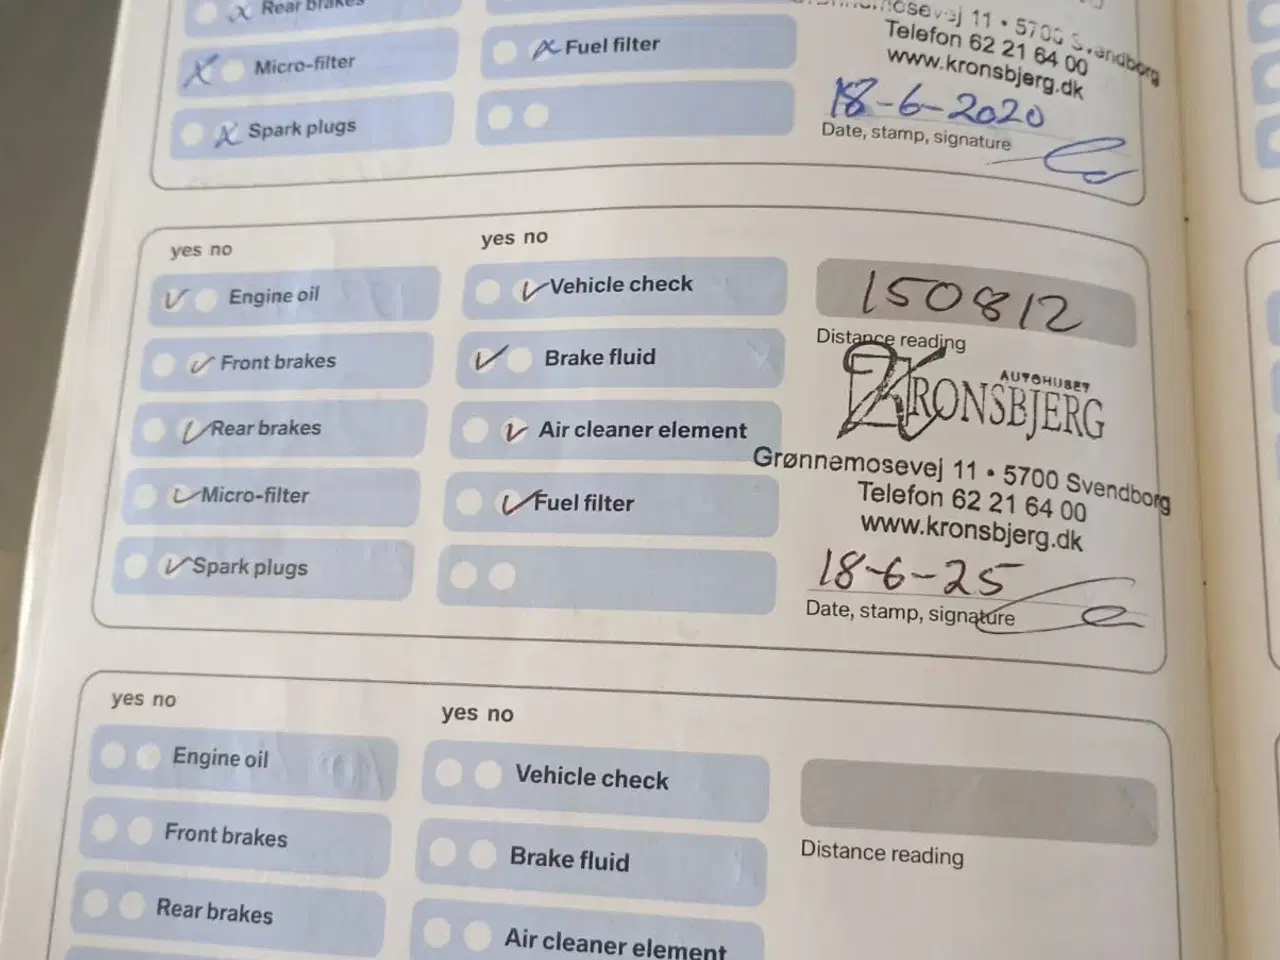 Rear brakes
Micro-filter
Spark plugs
Fuel filter
11 • 5700 Svendborg
Telefon 62 21 64 00
www.kronsbjerg.dk
18-6-2020
Date, stamp, signature
yes no
yes no
Engine oil
Front brakes
Rear brakes
Micro-filter
Spark plugs
Vehicle check
Brake fluid
Air cleaner element
Fuel filter
150812
Distance reading
AUTOHUSET
KRONSBJERG
Grønnemosevej 11 • 5700 Svendborg
Telefon 62 21 64 00
www.kronsbjerg.dk
18-6-25
Date, stamp, signature
yes no
yes no
Engine oil
Front brakes
Rear brakes
Vehicle check
Brake fluid
Air cleaner element
Distance reading